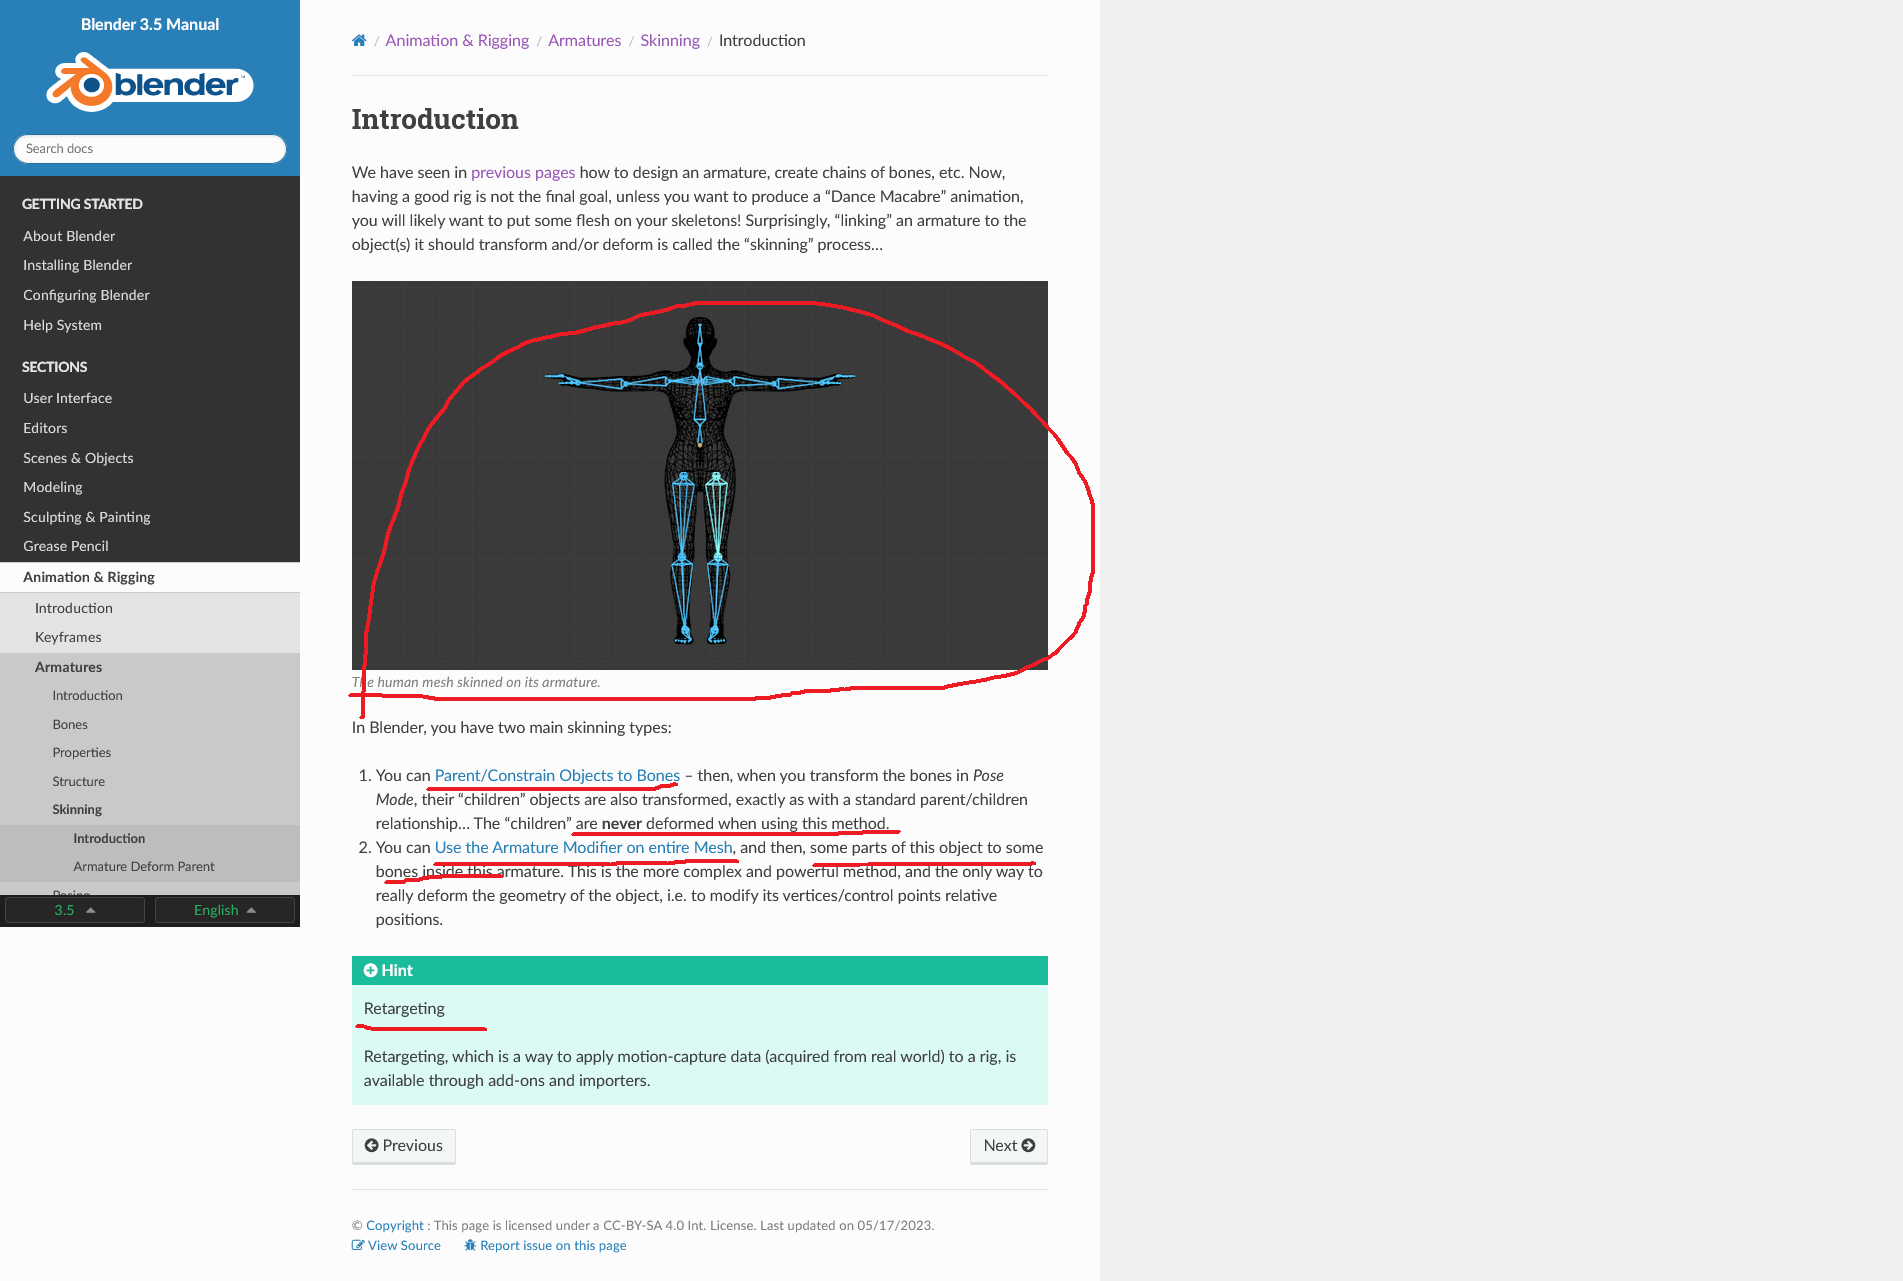 Blender 3.5 Manual
blender™
Search docs
GETTING STARTED
About Blender
Installing Blender
Configuring Blender
Help System
SECTIONS
User Interface
Editors
Scenes & Objects
Modeling
Sculpting & Painting
Grease Pencil
Animation & Rigging
Introduction
Keyframes
Armatures
Introduction
Bones
Properties
Structure
Skinning
Introduction
Armature Deform Parent
Posing
3.5
English
/ Animation & Rigging / Armatures / Skinning / Introduction
Introduction
We have seen in previous pages how to design an armature, create chains of bones, etc. Now,
having a good rig is not the final goal, unless you want to produce a “Dance Macabre” animation,
you will likely want to put some flesh on your skeletons! Surprisingly, “linking” an armature to the
object(s) it should transform and/or deform is called the “skinning” process…
The human mesh skinned on its armature.
In Blender, you have two main skinning types:
1. You can Parent/Constrain Objects to Bones – then, when you transform the bones in Pose
Mode, their “children” objects are also transformed, exactly as with a standard parent/children
relationship… The “children” are never deformed when using this method.
2. You can Use the Armature Modifier on entire Mesh, and then, some parts of this object to some
bones inside this armature. This is the more complex and powerful method, and the only way to
really deform the geometry of the object, i.e. to modify its vertices/control points relative
positions.
Hint
Retargeting
Retargeting, which is a way to apply motion-capture data (acquired from real world) to a rig, is
available through add-ons and importers.
Previous
Next
© Copyright : This page is licensed under a CC-BY-SA 4.0 Int. License. Last updated on 05/17/2023.
View Source
Report issue on this page